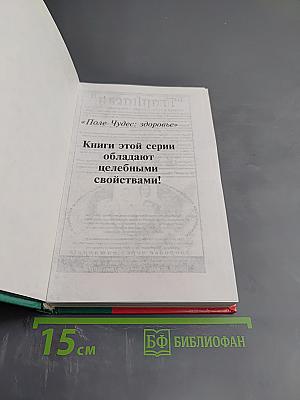 «Поле Чудес: здоровье»
Книги этой серии
обладают
целебными
свойствами!
15 см
БФ БИБЛИОФАН